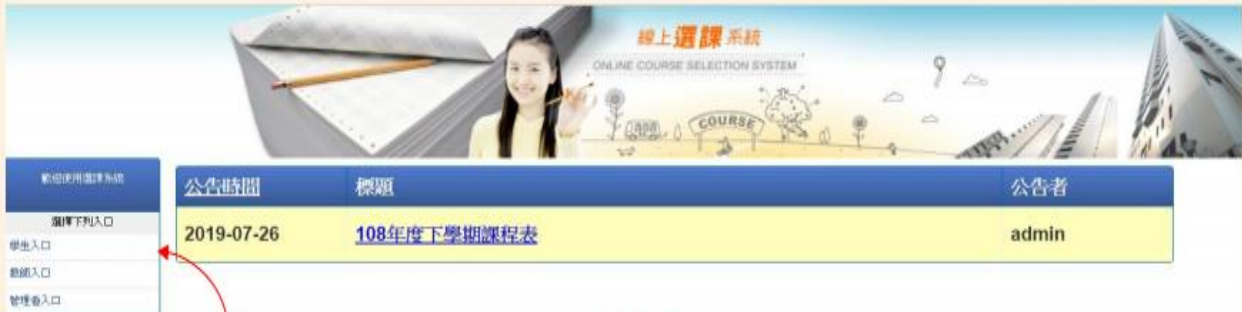 線上選課系統
ONLINE COURSE SELECTION SYSTEM
COURSE
歡迎使用選課系統
選擇下列入口
學生入口
教師入口
管理者入口
公告時間 標題 公告者
2019-07-26 108年度下學期課程表 admin